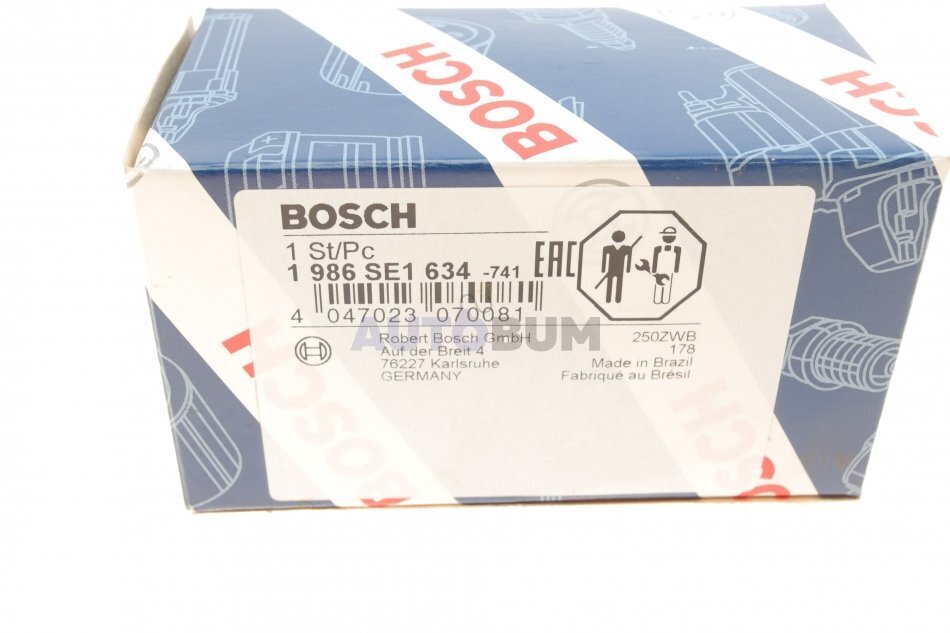 BOSCH
BOSCH
BOSCH
1 St/Pc
1 986 SE1 634 -741
EAC
4 047023 070081
AUTOBUM
Robert Bosch GmbH
Auf der Breit 4
76227 Karlsruhe
GERMANY
250ZWB
178
Made in Brazil
Fabriqué au Brésil
BOSCH
BOSCH